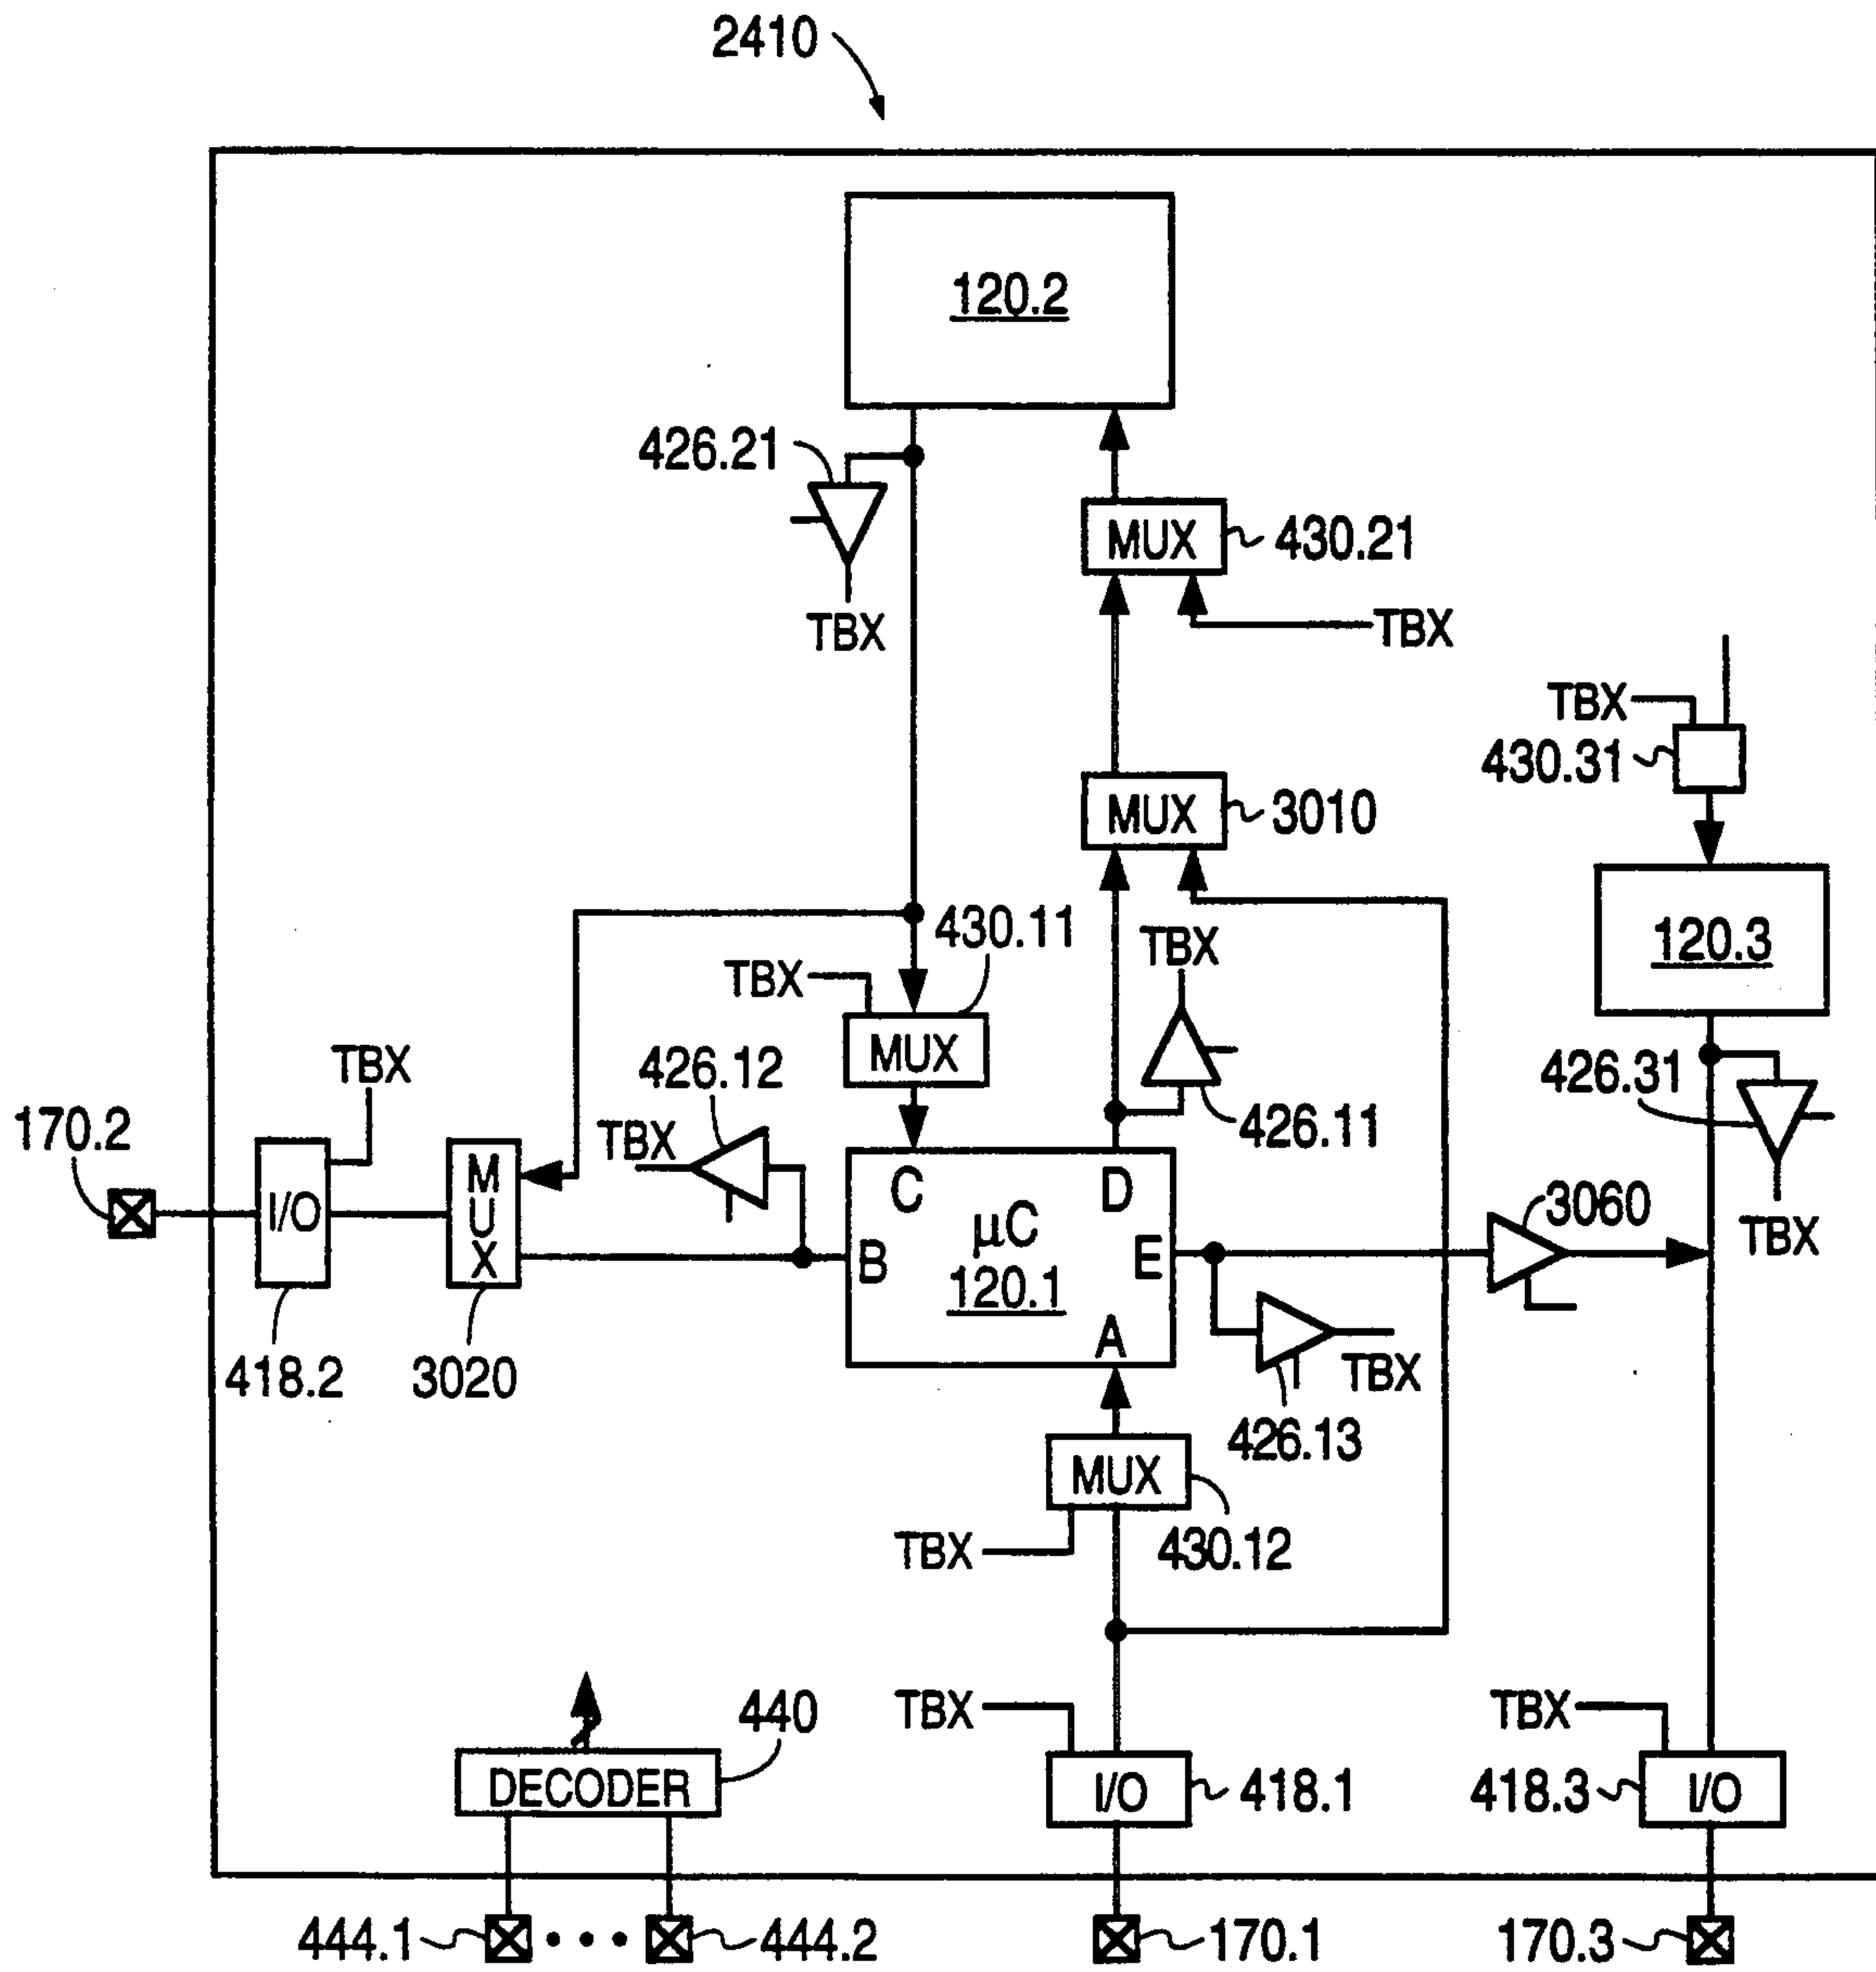 2410
120.2
426.21
MUX 430.21
TBX
TBX
TBX
430.31
MUX 3010
430.11
TBX
TBX
120.3
MUX
TBX
426.12
426.31
426.11
170.2
TBX
I/O
MUX
C
D
µC
120.1
B
E
A
3060
TBX
418.2
3020
TBX
426.13
MUX
TBX
430.12
440
TBX
TBX
DECODER
I/O 418.1
418.3 I/O
444.1 ••• 444.2
170.1
170.3